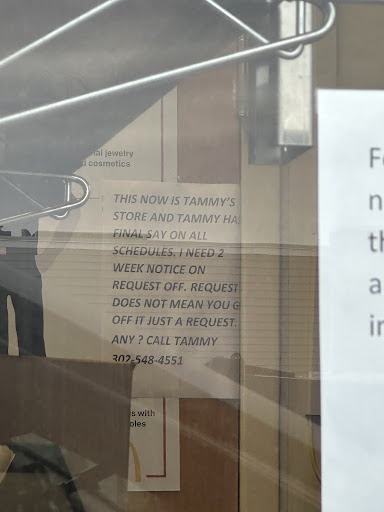 jewelry
cosmetics
THIS NOW IS TAMMY'S
STORE AND TAMMY HA
FINAL SAY ON ALL
SCHEDULES. I NEED 2
WEEK NOTICE ON
REQUEST OFF. REQUEST
DOES NOT MEAN YOU G
OFF IT JUST A REQUEST.
ANY ? CALL TAMMY
302-548-4551
with